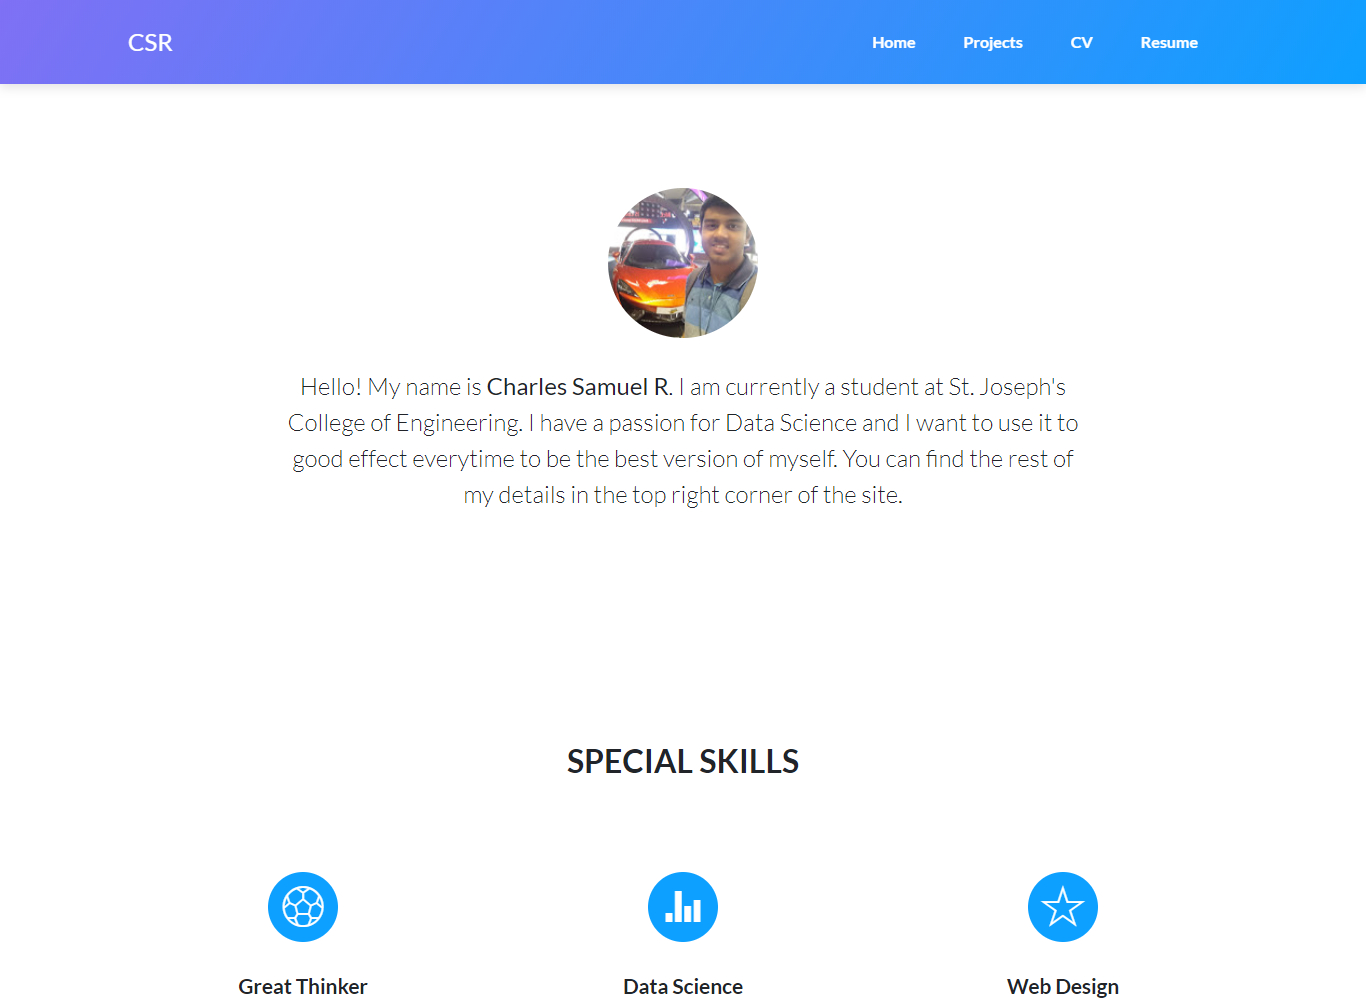 CSR
Home Projects CV Resume
Hello! My name is Charles Samuel R. I am currently a student at St. Joseph's
College of Engineering. I have a passion for Data Science and I want to use it to
good effect everytime to be the best version of myself. You can find the rest of
my details in the top right corner of the site.
SPECIAL SKILLS
Great Thinker Data Science Web Design